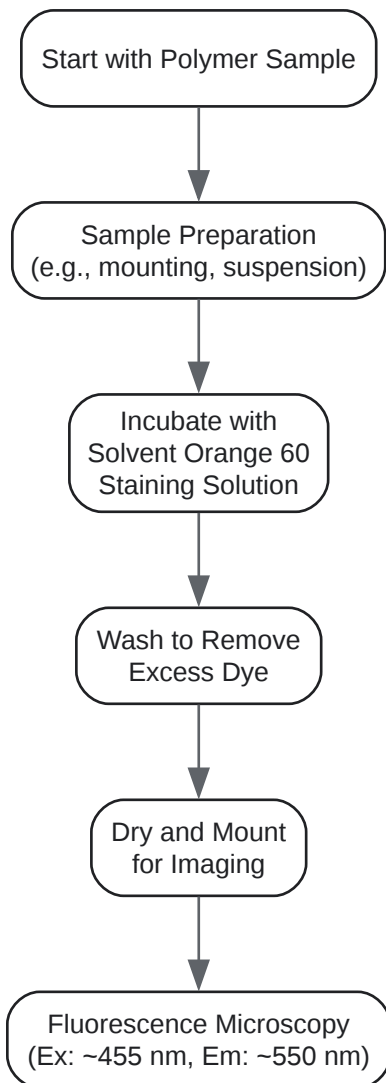 Start with Polymer Sample
Sample Preparation
(e.g., mounting, suspension)
Incubate with
Solvent Orange 60
Staining Solution
Wash to Remove
Excess Dye
Dry and Mount
for Imaging
Fluorescence Microscopy
(Ex: ~455 nm, Em: ~550 nm)